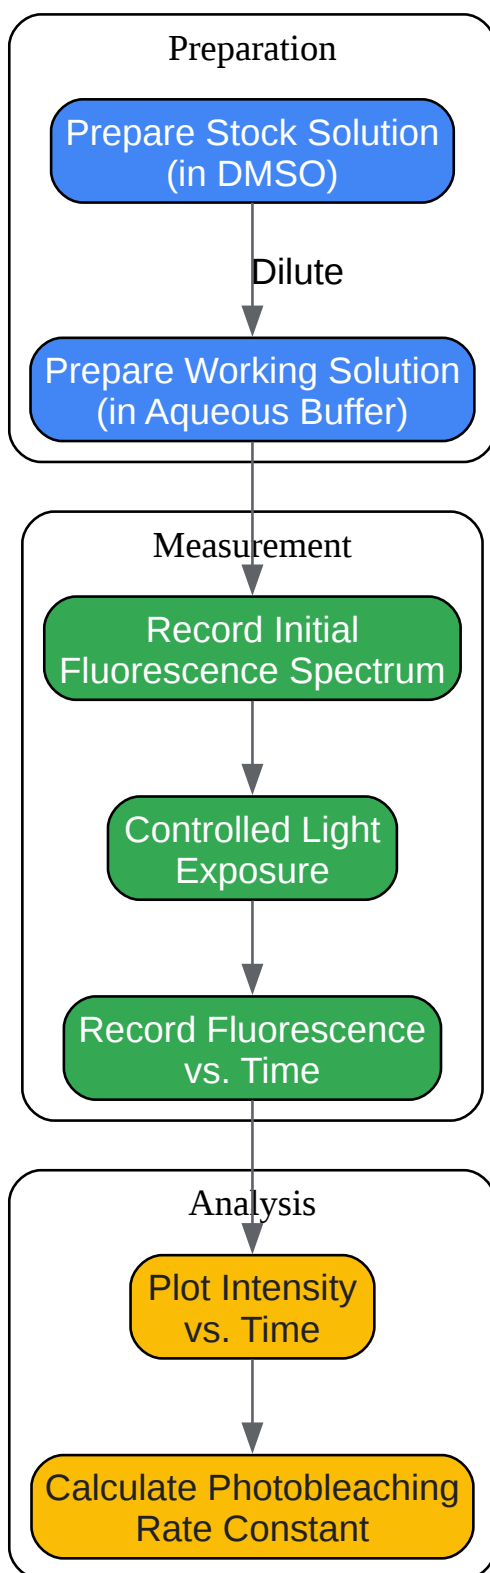 Preparation
Prepare Stock Solution
(in DMSO)
Dilute
Prepare Working Solution
(in Aqueous Buffer)
Measurement
Record Initial
Fluorescence Spectrum
Controlled Light
Exposure
Record Fluorescence
vs. Time
Analysis
Plot Intensity
vs. Time
Calculate Photobleaching
Rate Constant